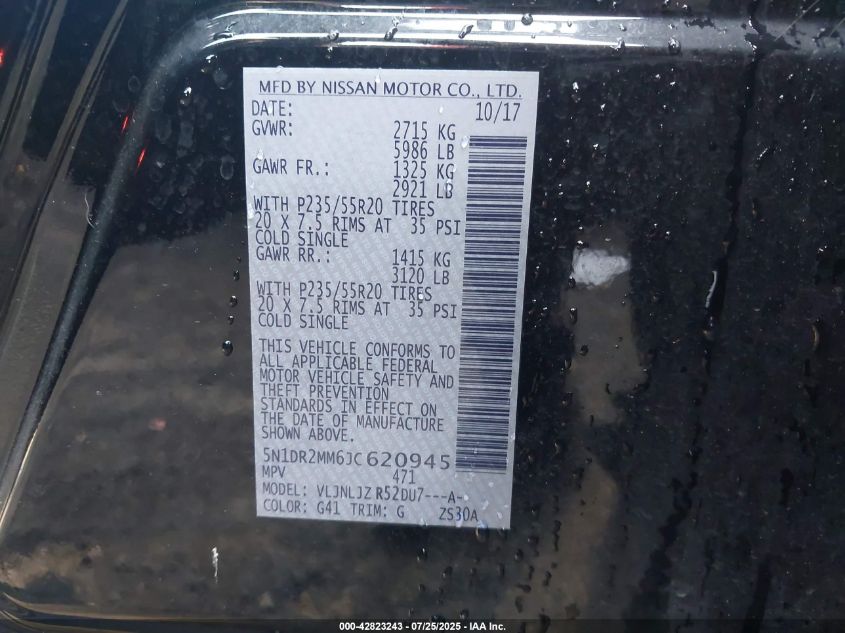 MFD BY NISSAN MOTOR CO., LTD.
DATE: 10/17
GVWR: 2715 KG
5986 LB
GAWR FR.: 1325 KG
2921 LB
WITH P235/55R20 TIRES
20 X 7.5 RIMS AT 35 PSI
COLD SINGLE
GAWR RR.: 1415 KG
3120 LB
WITH P235/55R20 TIRES
20 X 7.5 RIMS AT 35 PSI
COLD SINGLE
THIS VEHICLE CONFORMS TO
ALL APPLICABLE FEDERAL
MOTOR VEHICLE SAFETY AND
THEFT PREVENTION
STANDARDS IN EFFECT ON
THE DATE OF MANUFACTURE
SHOWN ABOVE.
5N1DR2MM6JC620945
MPV 471
MODEL: VLJNLJZ R52DU7---A-
COLOR: G41 TRIM: G ZS30A
000-42823243 - 07/25/2025 - IAA Inc.